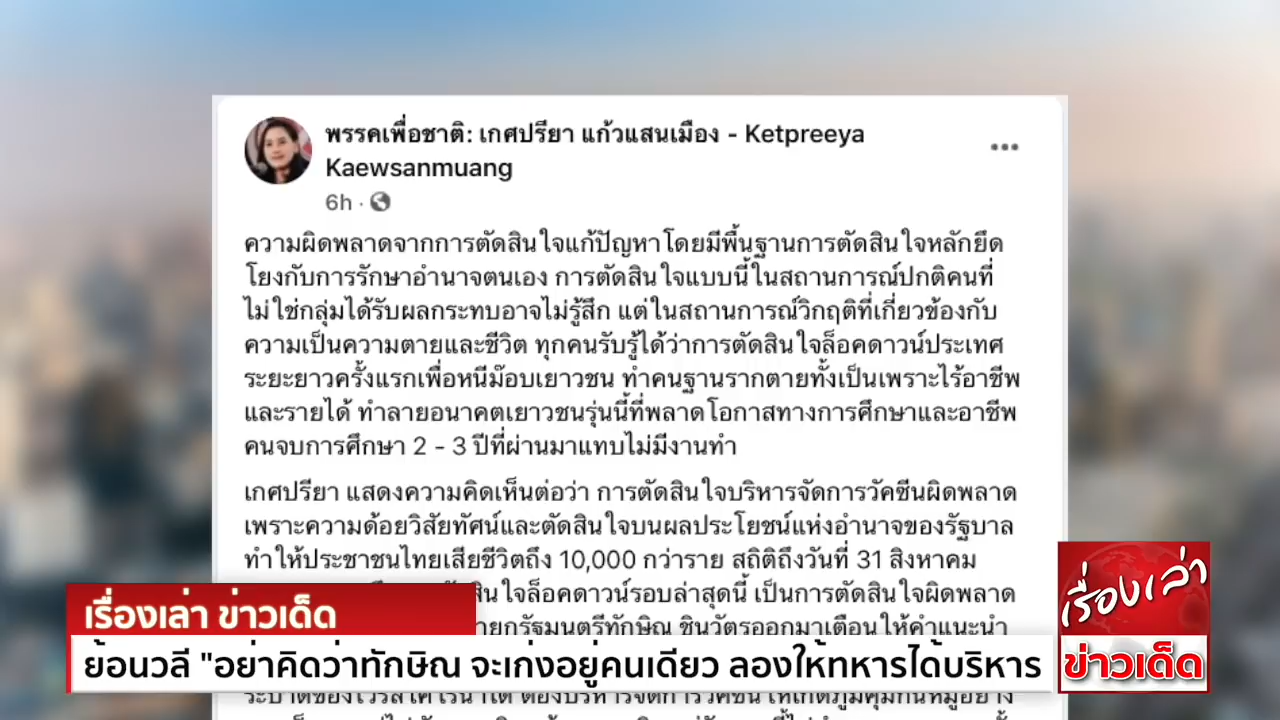 พรรคเพื่อชาติ: เกศปรียา แก้วแสนเมือง - Ketpreeya
Kaewsanmuang
6h ·
ความผิดพลาดจากการตัดสินใจแก้ปัญหาโดยมีพื้นฐานการตัดสินใจหลักยึด
โยงกับการรักษาอำนาจตนเอง การตัดสินใจแบบนี้ในสถานการณ์ปกติคนที่
ไม่ใช่กลุ่มได้รับผลกระทบอาจไม่รู้สึก แต่ในสถานการณ์วิกฤติที่เกี่ยวข้องกับ
ความเป็นความตายและชีวิต ทุกคนรับรู้ได้ว่าการตัดสินใจล็อคดาวน์ประเทศ
ระยะยาวครั้งแรกเพื่อหนีม๊อบเยาวชน ทำคนฐานรากตายทั้งเป็นเพราะไร้อาชีพ
และรายได้ ทำลายอนาคตเยาวชนรุ่นนี้ที่พลาดโอกาสทางการศึกษาและอาชีพ
คนจบการศึกษา 2 - 3 ปีที่ผ่านมาแทบไม่มีงานทำ
เกศปรียา แสดงความคิดเห็นต่อว่า การตัดสินใจบริหารจัดการวัคซีนผิดพลาด
เพราะความด้อยวิสัยทัศน์และตัดสินใจบนผลประโยชน์แห่งอำนาจของรัฐบาล
ทำให้ประชาชนไทยเสียชีวิตถึง 10,000 กว่าราย สถิติถึงวันที่ 31 สิงหาคม
สินใจล็อคดาวน์รอบล่าสุดนี้ เป็นการตัดสินใจผิดพลาด
ายกรัฐมนตรีทักษิณ ชินวัตรออกมาเตือนให้คำแนะนำ
เรื่องเล่า ข่าวเด็ด
ย้อนวลี "อย่าคิดว่าทักษิณ จะเก่งอยู่คนเดียว ลองให้ทหารได้บริหาร
เรื่องเล่า
ข่าวเด็ด